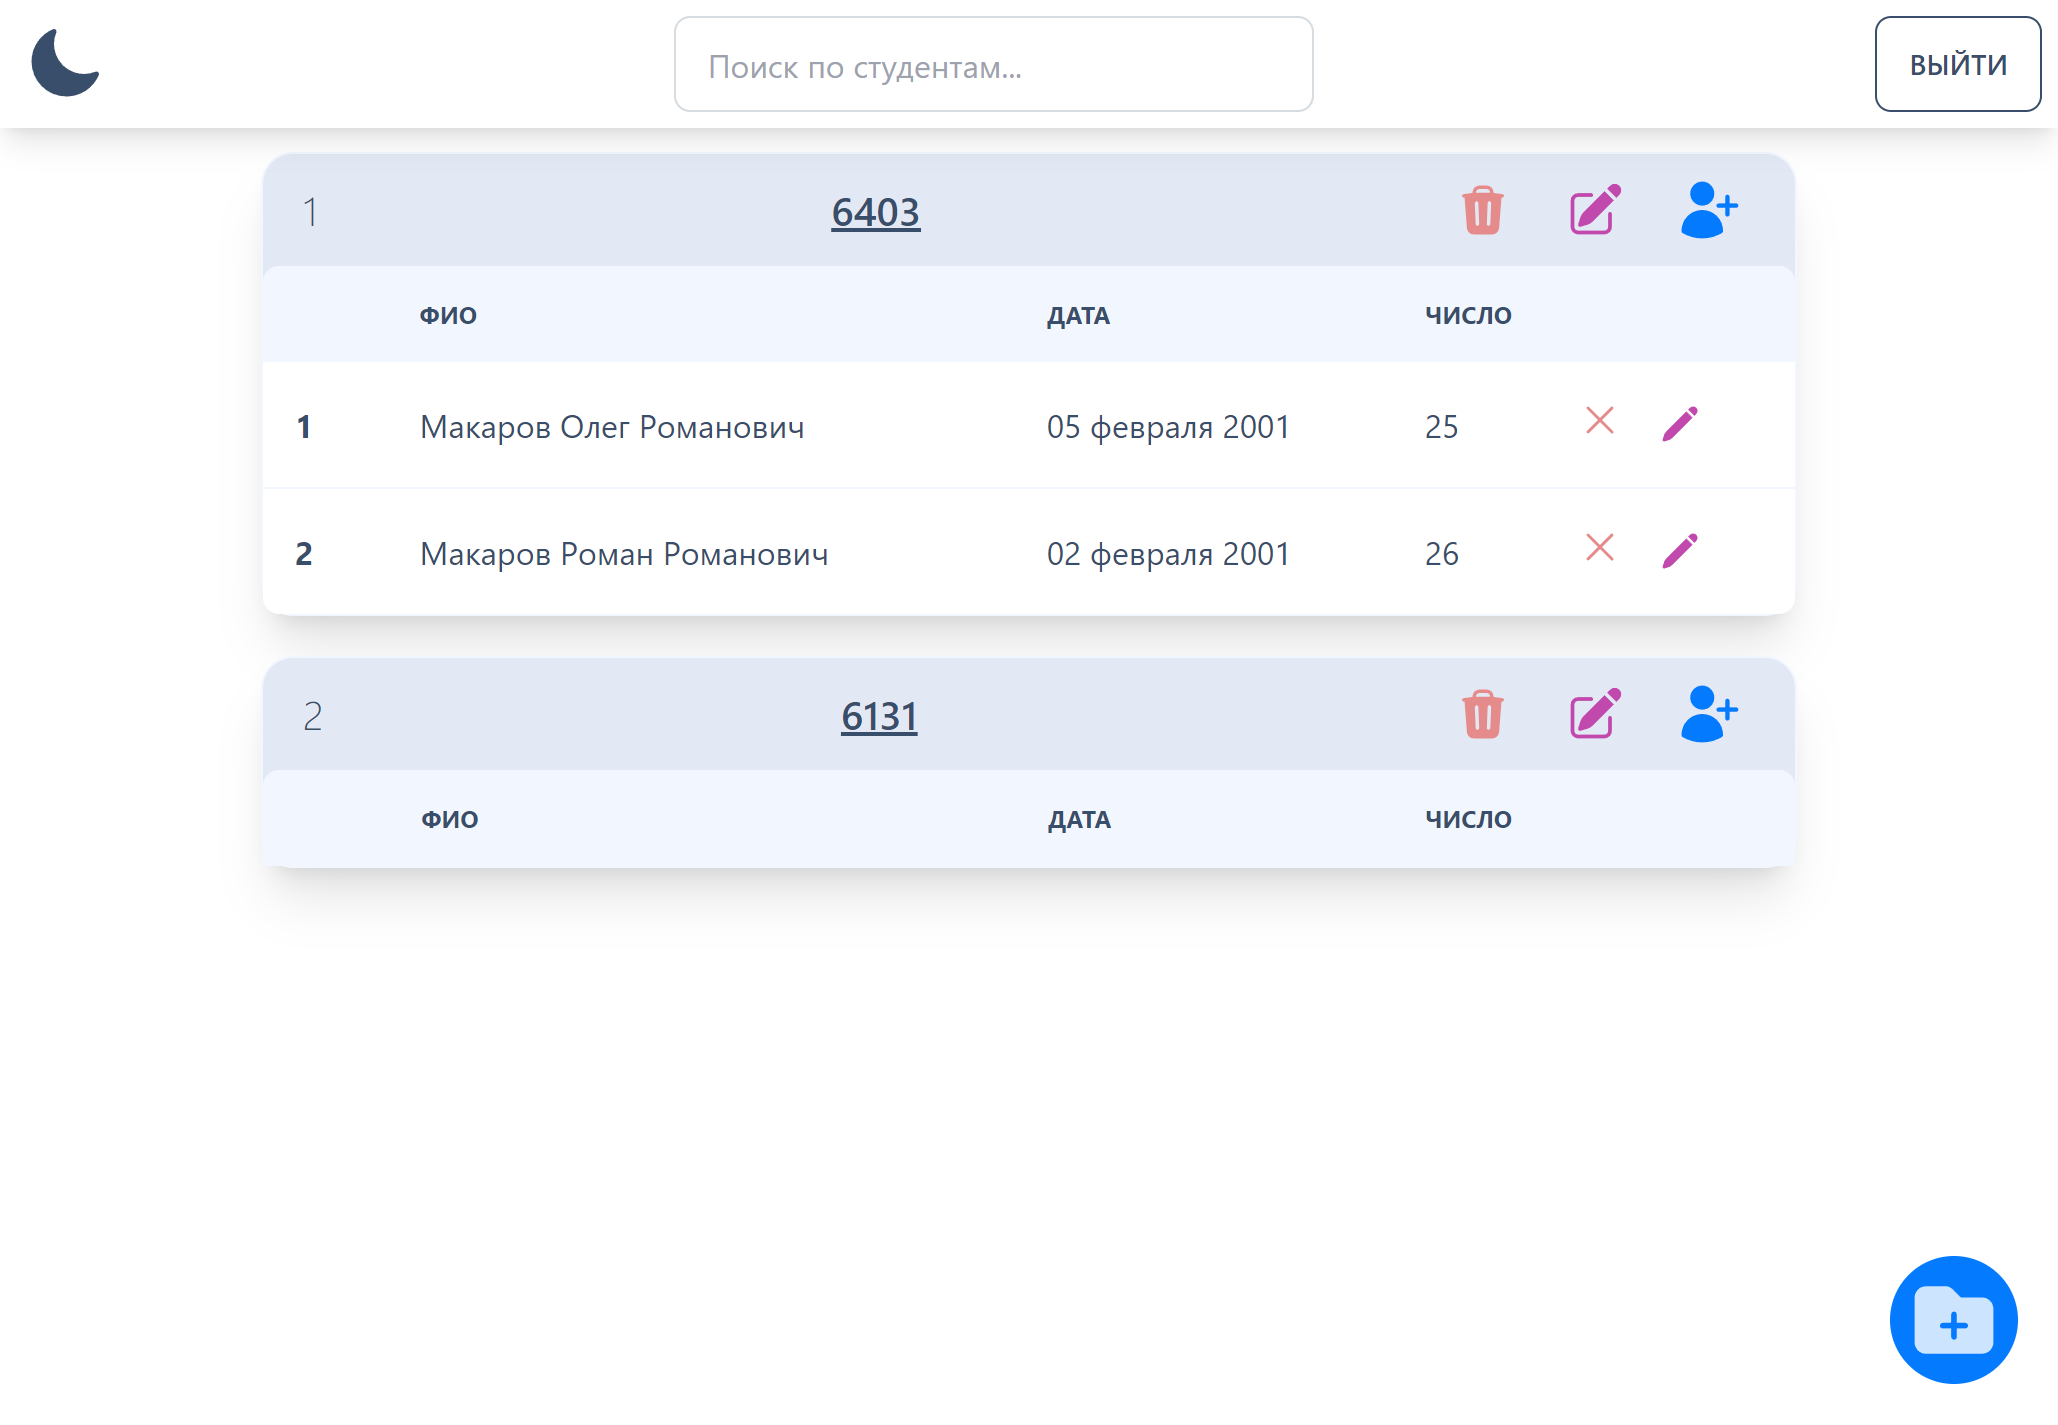 Поиск по студентам...
ВЫЙТИ
1 6403
ФИО ДАТА ЧИСЛО
1 Макаров Олег Романович 05 февраля 2001 25
2 Макаров Роман Романович 02 февраля 2001 26
2 6131
ФИО ДАТА ЧИСЛО